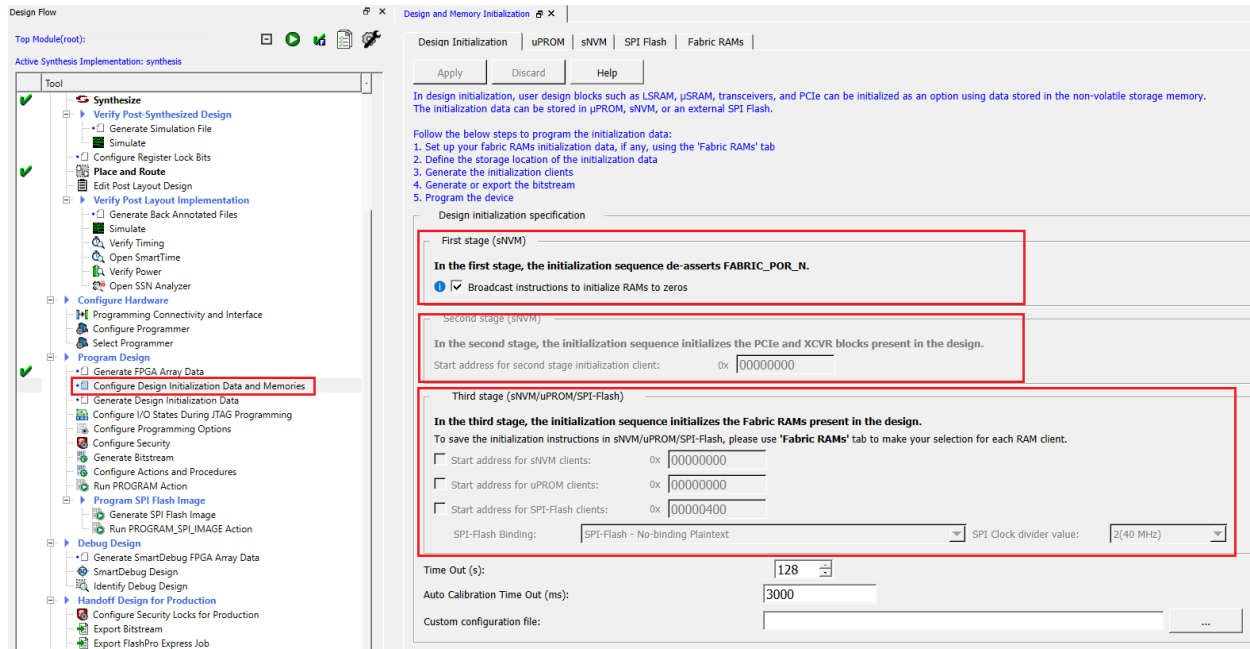 Design Flow
Top Module(root):
Active Synthesis Implementation: synthesis
Tool
Synthesize
Verify Post-Synthesized Design
Generate Simulation File
Simulate
Configure Register Lock Bits
Place and Route
Edit Post Layout Design
Verify Post Layout Implementation
Generate Back Annotated Files
Simulate
Verify Timing
Open SmartTime
Verify Power
Open SSN Analyzer
Configure Hardware
Programming Connectivity and Interface
Configure Programmer
Select Programmer
Program Design
Generate FPGA Array Data
Configure Design Initialization Data and Memories
Generate Design Initialization Data
Configure I/O States During JTAG Programming
Configure Programming Options
Configure Security
Generate Bitstream
Configure Actions and Procedures
Run PROGRAM Action
Program SPI Flash Image
Generate SPI Flash Image
Run PROGRAM_SPI_IMAGE Action
Debug Design
Generate SmartDebug FPGA Array Data
SmartDebug Design
Identify Debug Design
Handoff Design for Production
Configure Security Locks for Production
Export Bitstream
Export FlashPro Express Job
Design and Memory Initialization
Design Initialization uPROM sNVM SPI Flash Fabric RAMs
Apply Discard Help
In design initialization, user design blocks such as LSRAM, µSRAM, transceivers, and PCIe can be initialized as an option using data stored in the non-volatile storage memory.
The initialization data can be stored in µPROM, sNVM, or an external SPI Flash.
Follow the below steps to program the initialization data:
1. Set up your fabric RAMs initialization data, if any, using the 'Fabric RAMs' tab
2. Define the storage location of the initialization data
3. Generate the initialization clients
4. Generate or export the bitstream
5. Program the device
Design initialization specification
First stage (sNVM)
In the first stage, the initialization sequence de-asserts FABRIC_POR_N.
Broadcast instructions to initialize RAMs to zeros
Second stage (sNVM)
In the second stage, the initialization sequence initializes the PCIe and XCVR blocks present in the design.
Start address for second stage initialization client: 0x 00000000
Third stage (sNVM/uPROM/SPI-Flash)
In the third stage, the initialization sequence initializes the Fabric RAMs present in the design.
To save the initialization instructions in sNVM/uPROM/SPI-Flash, please use 'Fabric RAMs' tab to make your selection for each RAM client.
Start address for sNVM clients: 0x 00000000
Start address for uPROM clients: 0x 00000000
Start address for SPI-Flash clients: 0x 00000400
SPI-Flash Binding: SPI-Flash - No-binding Plaintext SPI Clock divider value: 2(40 MHz)
Time Out (s): 128
Auto Calibration Time Out (ms): 3000
Custom configuration file: ...